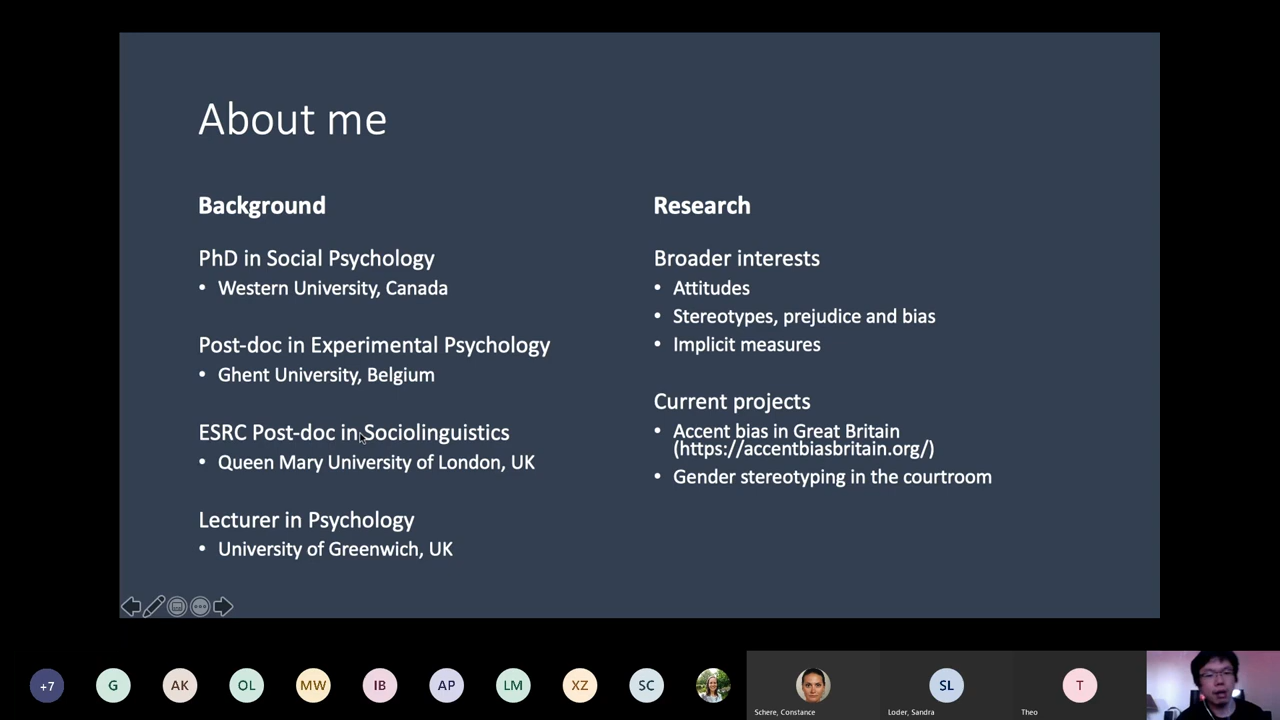 About me
Background
PhD in Social Psychology
• Western University, Canada
Post-doc in Experimental Psychology
• Ghent University, Belgium
ESRC Post-doc in Sociolinguistics
• Queen Mary University of London, UK
Lecturer in Psychology
• University of Greenwich, UK
Research
Broader interests
• Attitudes
• Stereotypes, prejudice and bias
• Implicit measures
Current projects
• Accent bias in Great Britain
(https://accentbiasbritain.org/)
• Gender stereotyping in the courtroom
+7
G
AK
OL
MW
IB
AP
LM
XZ
SC
Schere, Constance
SL
Loder, Sandra
T
Theo